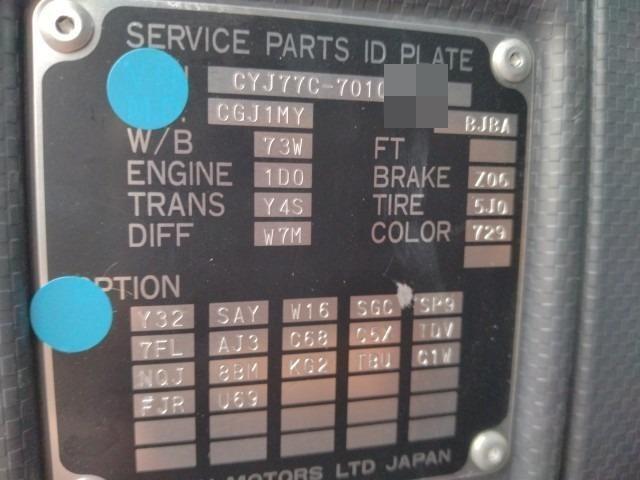 SERVICE PARTS ID PLATE
CYJ77C-701
CGJ1MY BJBA
W/B 73W FT
ENGINE 1D0 BRAKE Z06
TRANS Y4S TIRE 5J0
DIFF W7M COLOR 729
PTION
Y32 SAY W16 SGC SP9
7FL AJ3 C68 C5X TDV
NQJ 8BM KG2 TBU C1W
FJR U69
MOTORS LTD JAPAN